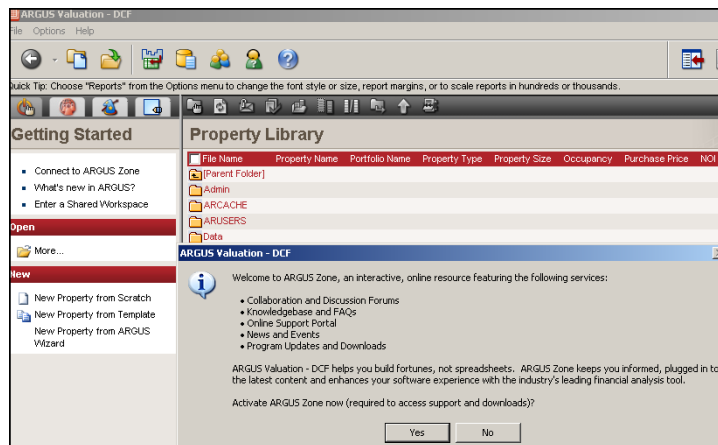 ARGUS Valuation - DCF
File Options Help
Quick Tip: Choose "Reports" from the Options menu to change the font style or size, report margins, or to scale reports in hundreds or thousands.
Getting Started
Connect to ARGUS Zone
What's new in ARGUS?
Enter a Shared Workspace
Open
More...
New
New Property from Scratch
New Property from Template
New Property from ARGUS
Wizard
Property Library
File Name Property Name Portfolio Name Property Type Property Size Occupancy Purchase Price NOI
[Parent Folder]
Admin
ARCACHE
ARUSERS
Data
ARGUS Valuation - DCF
Welcome to ARGUS Zone, an interactive, online resource featuring the following services:
• Collaboration and Discussion Forums
• Knowledgebase and FAQs
• Online Support Portal
• News and Events
• Program Updates and Downloads
ARGUS Valuation - DCF helps you build fortunes, not spreadsheets. ARGUS Zone keeps you informed, plugged in to
the latest content and enhances your software experience with the industry's leading financial analysis tool.
Activate ARGUS Zone now (required to access support and downloads)?
Yes No